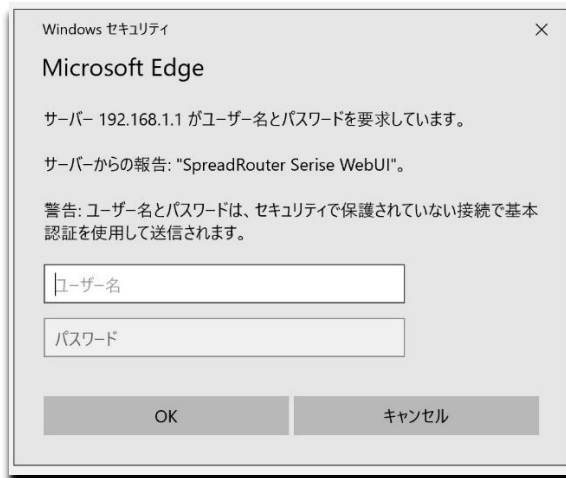 Windows セキュリティ
Microsoft Edge
サーバー 192.168.1.1 がユーザー名とパスワードを要求しています。
サーバーからの報告: "SpreadRouter Serise WebUI"。
警告: ユーザー名とパスワードは、セキュリティで保護されていない接続で基本
認証を使用して送信されます。
ユーザー名
パスワード
OK
キャンセル